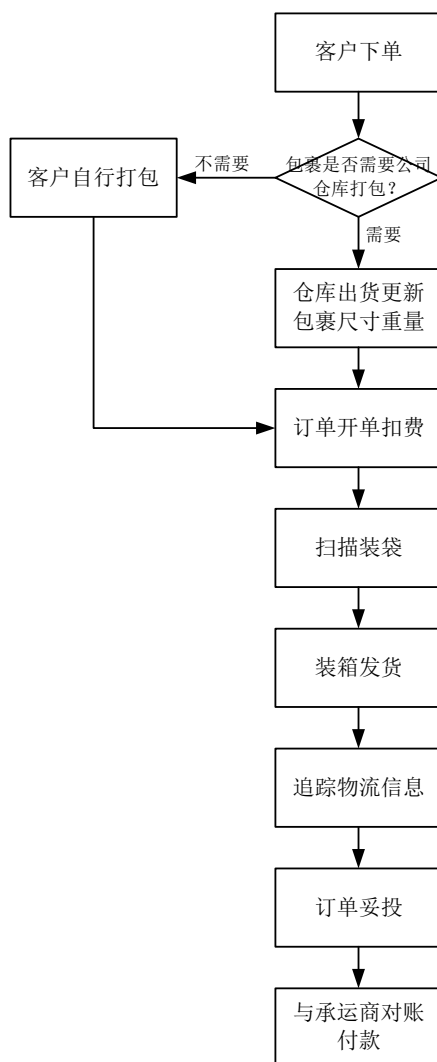 客户下单
不需要
客户自行打包
包裹是否需要公司
仓库打包？
需要
仓库出货更新
包裹尺寸重量
订单开单扣费
扫描装袋
装箱发货
追踪物流信息
订单妥投
与承运商对账
付款